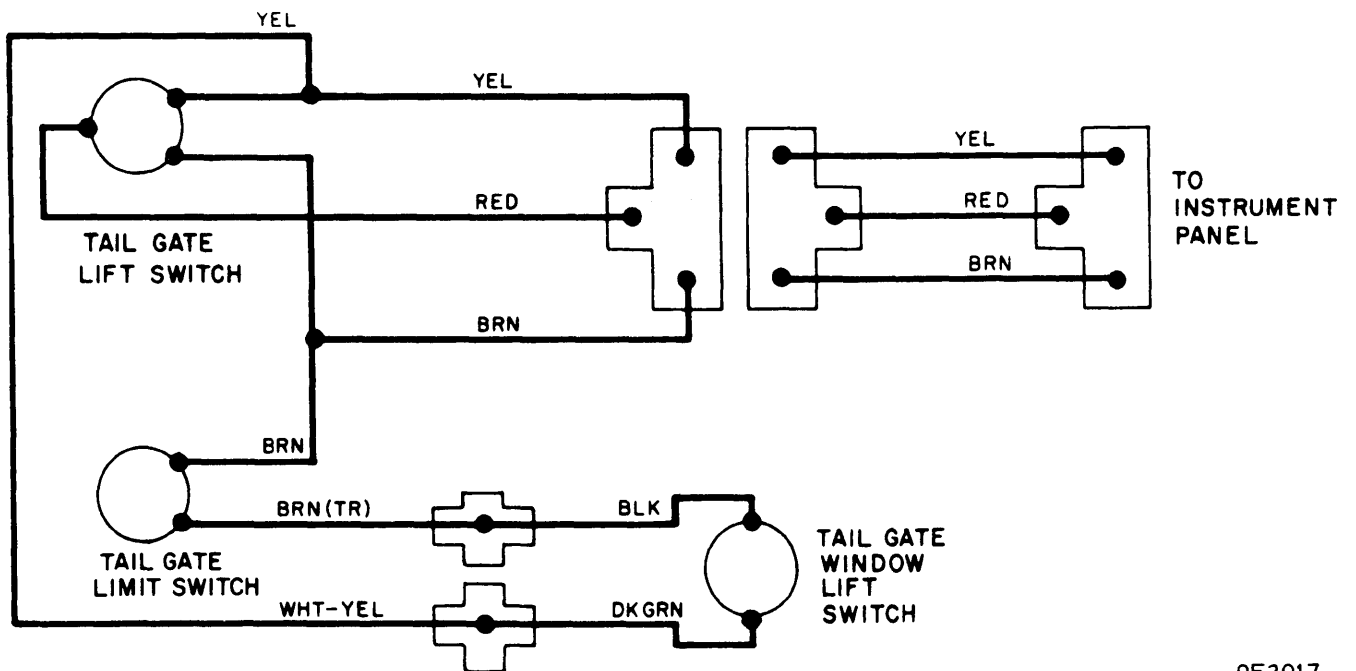 YEL
YEL
YEL
RED
RED
TO
INSTRUMENT
PANEL
TAIL GATE
LIFT SWITCH
BRN
BRN
BRN
BRN (TR)
BLK
TAIL GATE
LIMIT SWITCH
TAIL GATE
WINDOW
LIFT
SWITCH
WHT-YEL
DKGRN